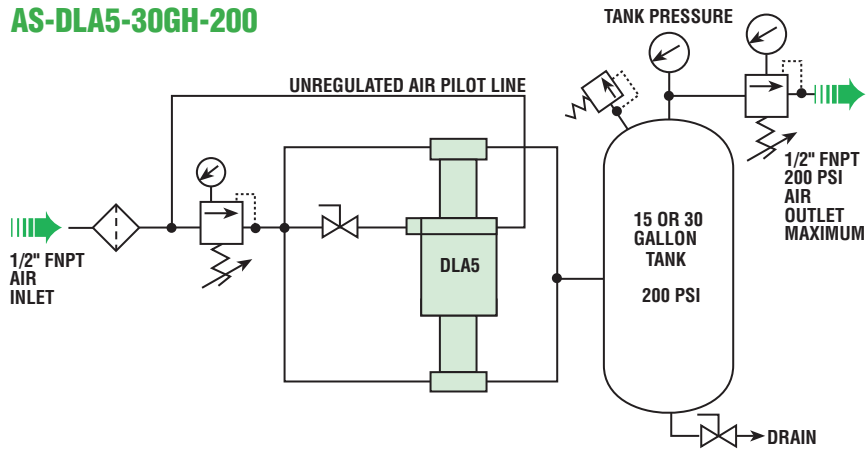 AS-DLA5-30GH-200
TANK PRESSURE
UNREGULATED AIR PILOT LINE
1/2" FNPT
AIR
INLET
DLA5
15 OR 30
GALLON
TANK
200 PSI
1/2" FNPT
200 PSI
AIR
OUTLET
MAXIMUM
DRAIN